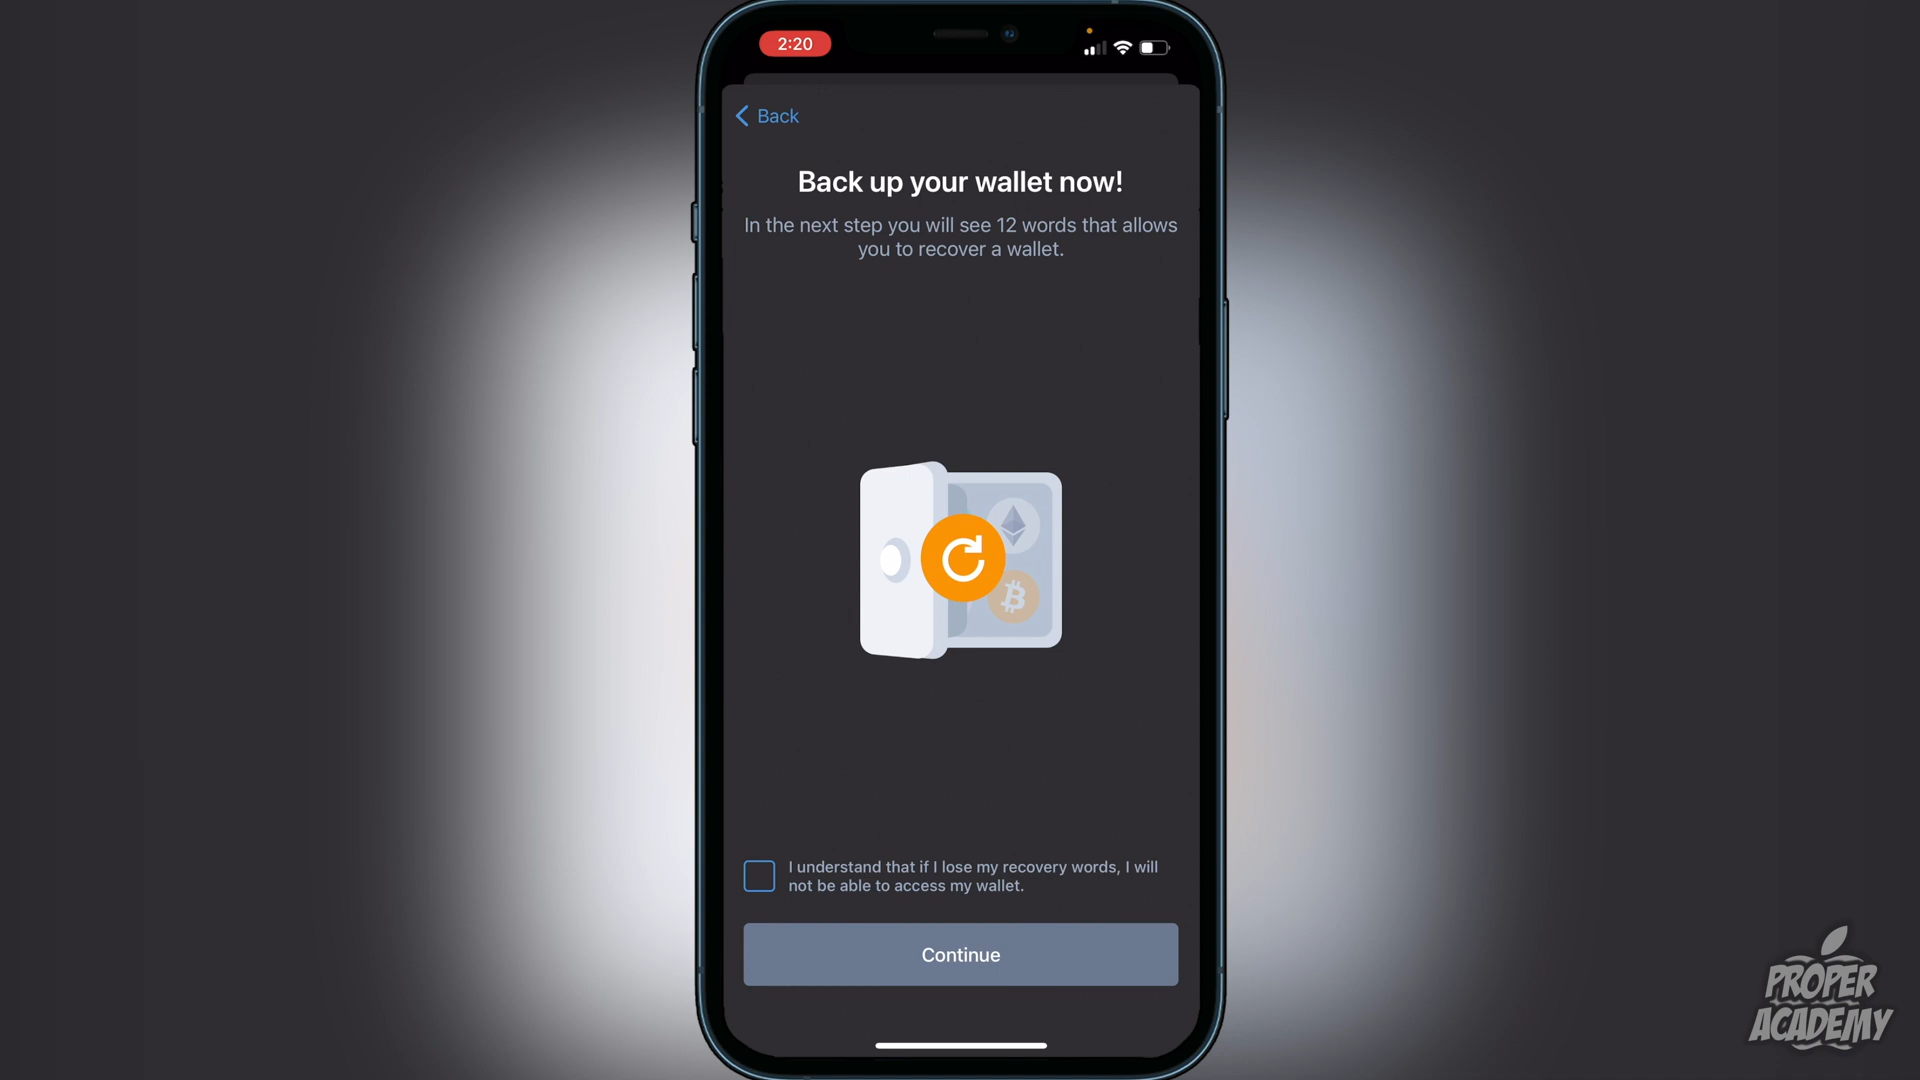 2:20
Back
Back up your wallet now!
In the next step you will see 12 words that allows
you to recover a wallet.
I understand that if I lose my recovery words, I will
not be able to access my wallet.
Continue
PROPER
ACADEMY